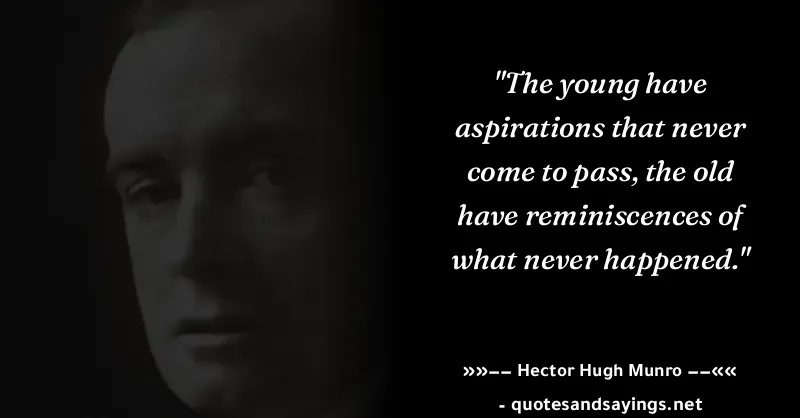 "The young have
aspirations that never
come to pass, the old
have reminiscences of
what never happened."
»»–– Hector Hugh Munro ––««
- quotesandsayings.net